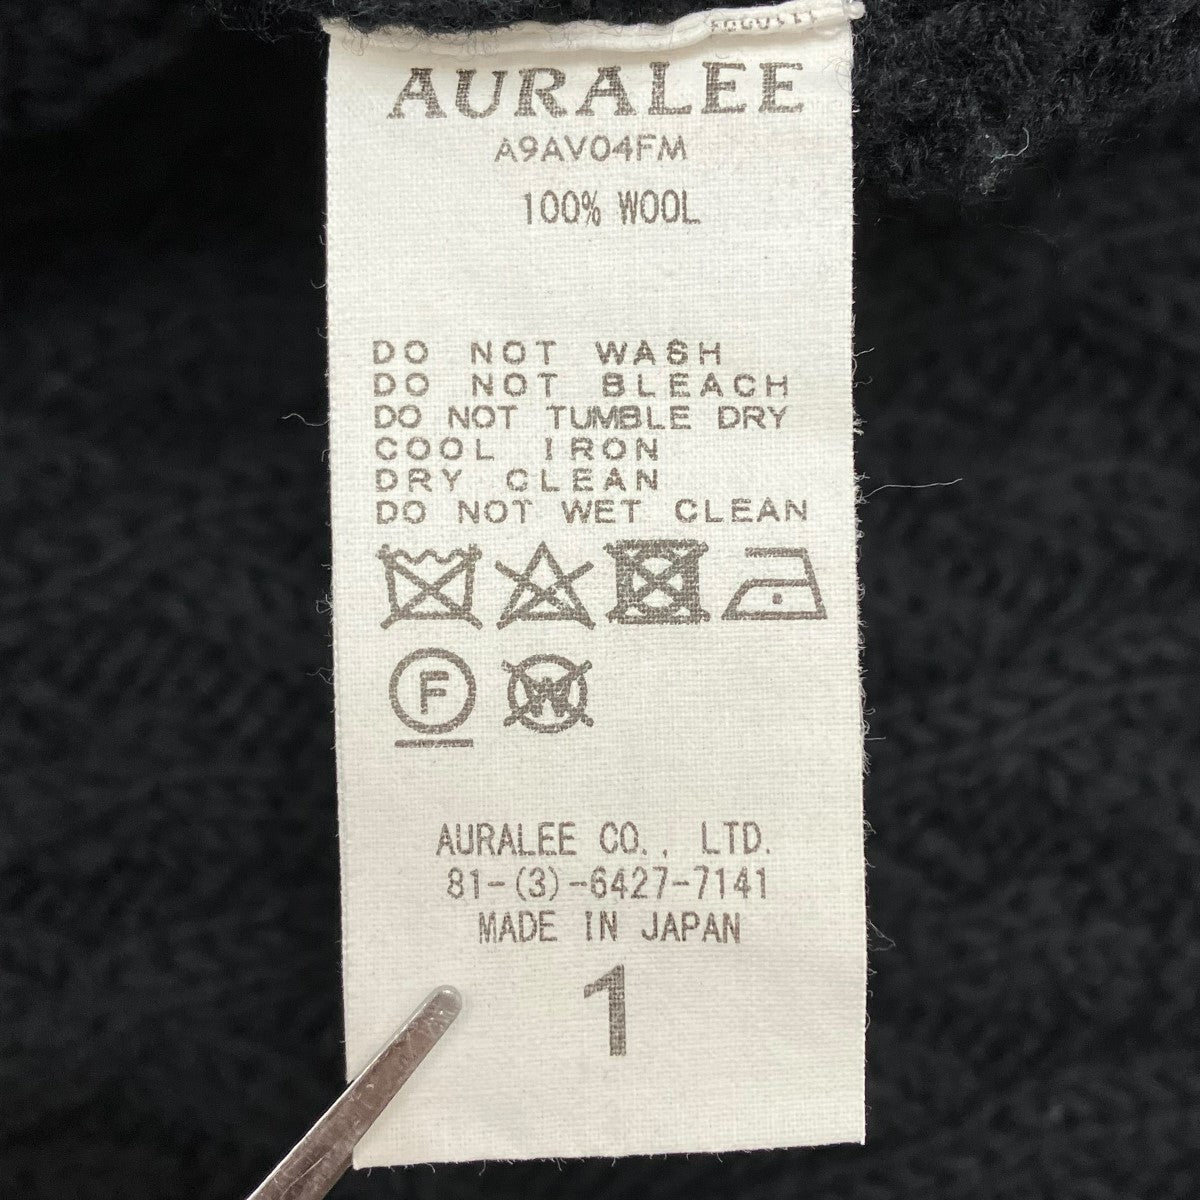 AURALEE
A9AV04FM
100% WOOL
DO NOT WASH
DO NOT BLEACH
DO NOT TUMBLE DRY
COOL IRON
DRY CLEAN
DO NOT WET CLEAN
F W
AURALEE CO., LTD.
81-(3)-6427-7141
MADE IN JAPAN
1